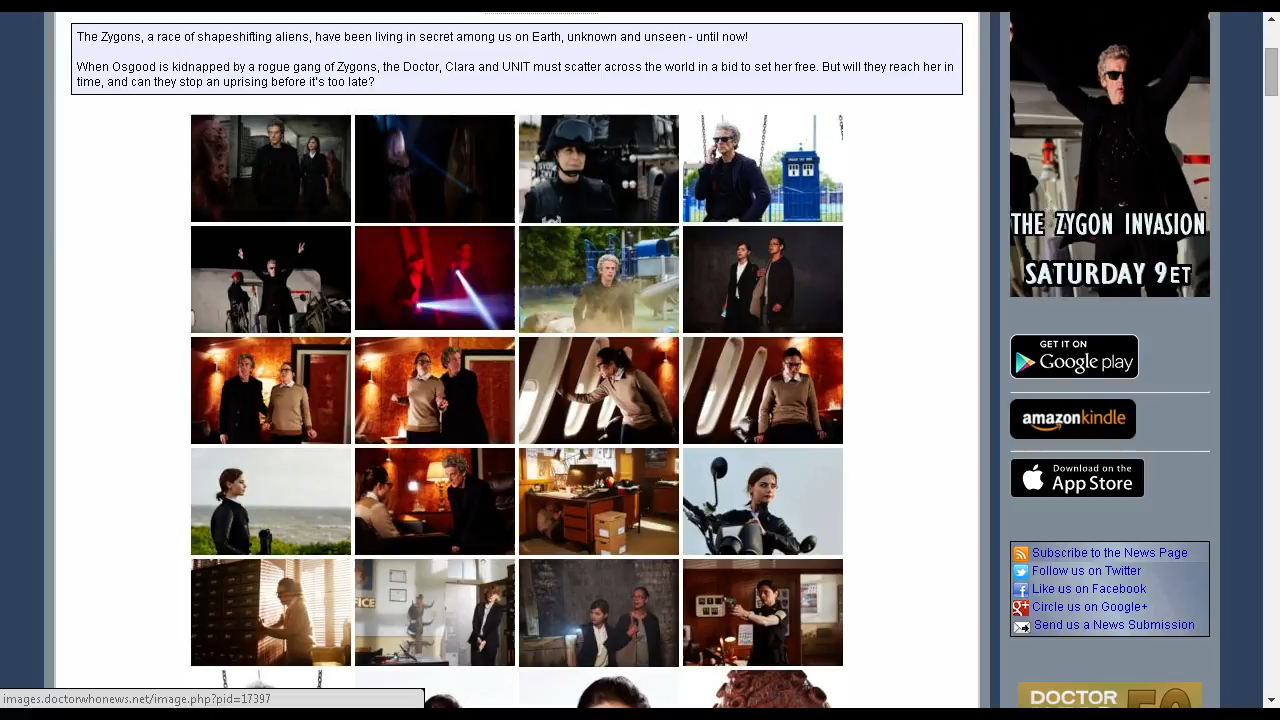 The Zygons, a race of shapeshifting aliens, have been living in secret among us on Earth, unknown and unseen - until now!
When Osgood is kidnapped by a rogue gang of Zygons, the Doctor, Clara and UNIT must scatter across the world in a bid to set her free. But will they reach her in
time, and can they stop an uprising before it's too late?
THE ZYGON INVASION
SATURDAY 9ET
GET IT ON
Google play
amazonkindle
Download on the
App Store
Subscribe to the News Page
Follow us on Twitter
Like us on Facebook
Circle us on Google+
Send us a News Submission
DOCTOR
50
images.doctorwhonews.net/image.php?pid=17397